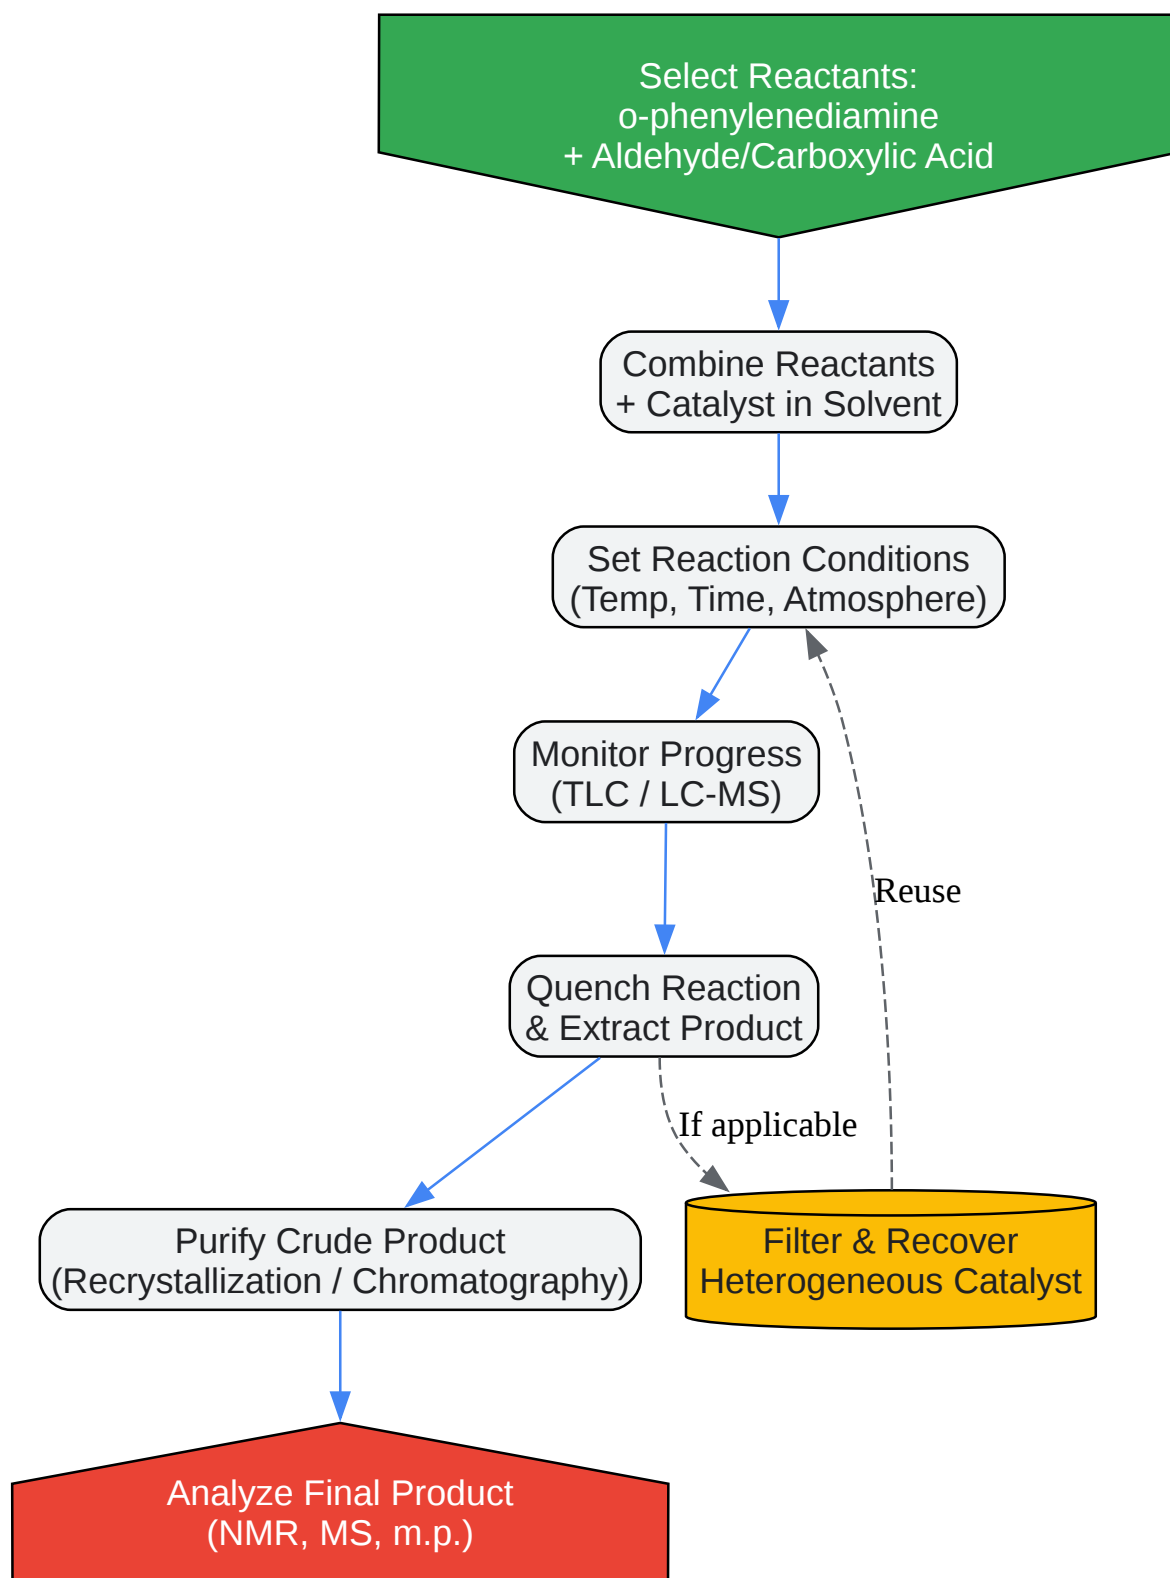 Select Reactants:
o-phenylenediamine
+ Aldehyde/Carboxylic Acid
Combine Reactants
+ Catalyst in Solvent
Set Reaction Conditions
(Temp, Time, Atmosphere)
Monitor Progress
(TLC / LC-MS)
Reuse
Quench Reaction
& Extract Product
If applicable
Purify Crude Product
(Recrystallization / Chromatography)
Filter & Recover
Heterogeneous Catalyst
Analyze Final Product
(NMR, MS, m.p.)